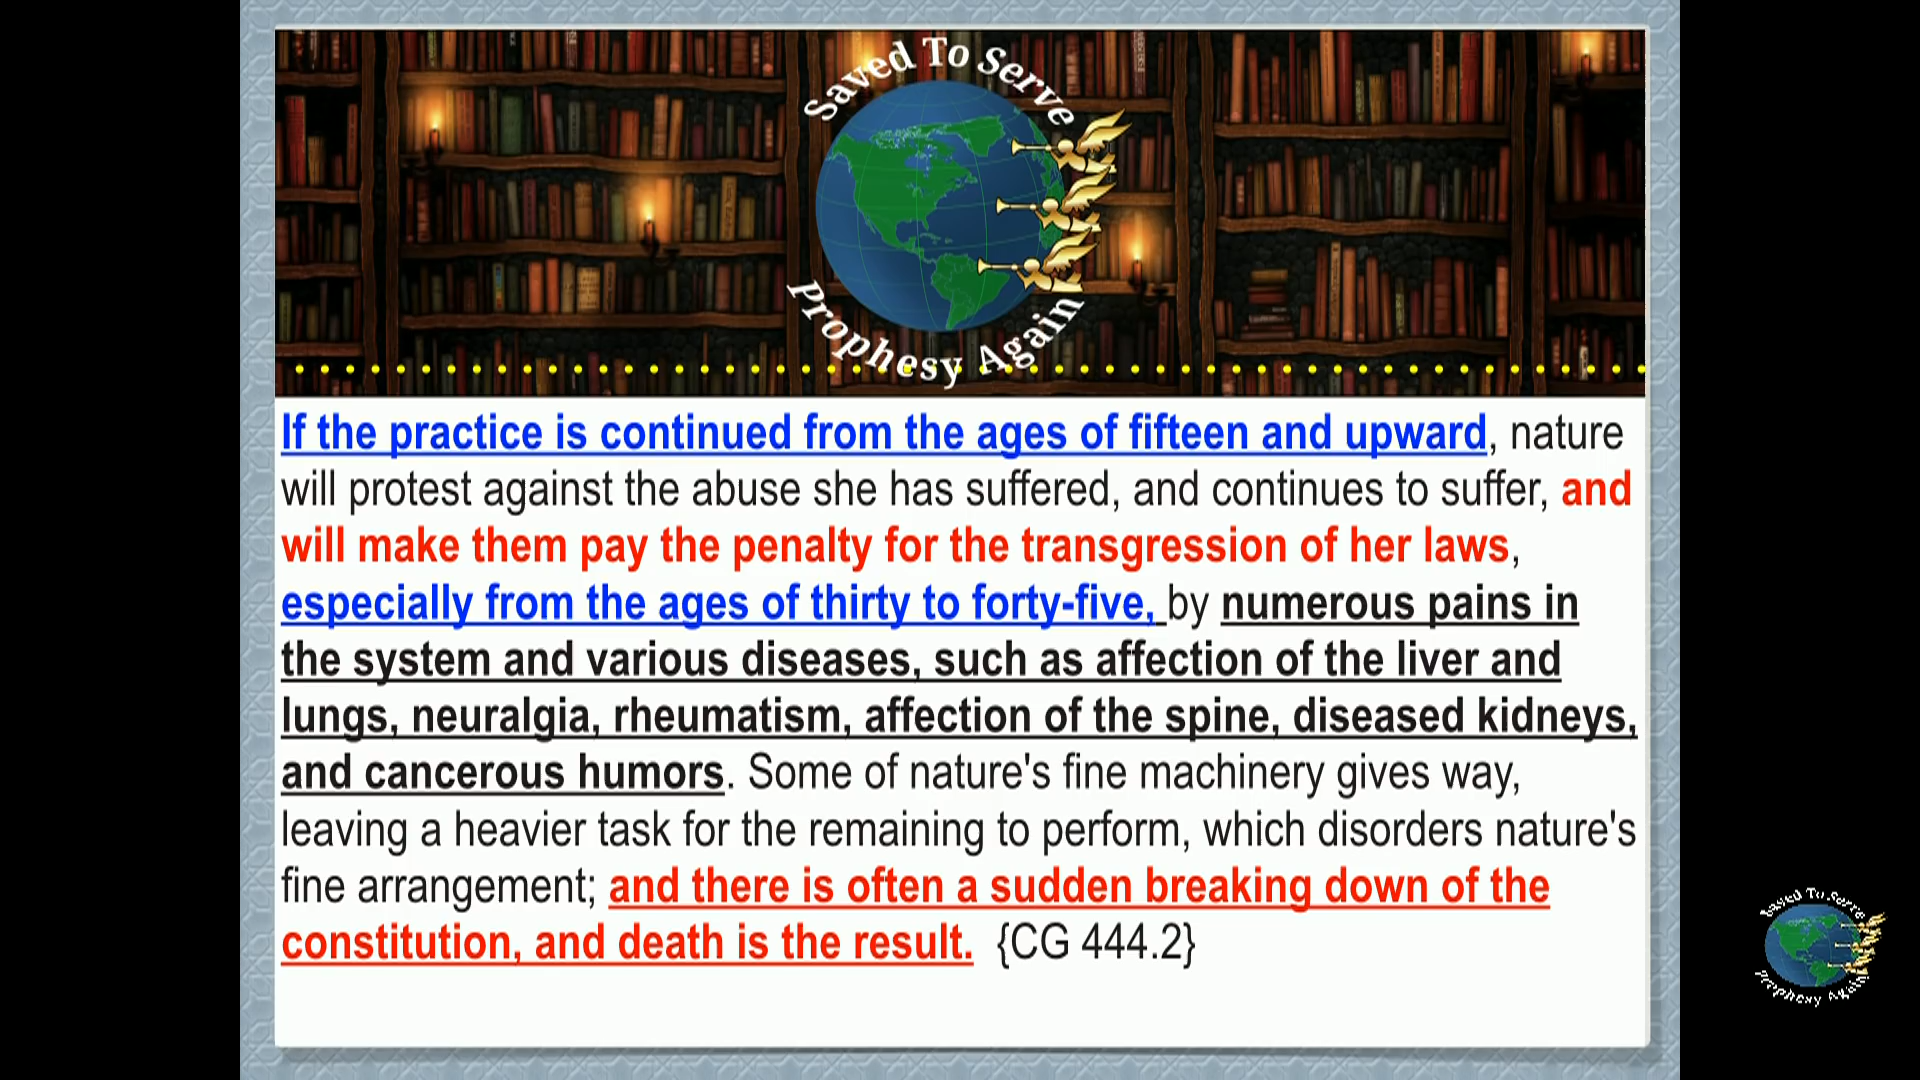 Saved To Serve
Prophesy Again
If the practice is continued from the ages of fifteen and upward, nature
will protest against the abuse she has suffered, and continues to suffer, and
will make them pay the penalty for the transgression of her laws,
especially from the ages of thirty to forty-five, by numerous pains in
the system and various diseases, such as affection of the liver and
lungs, neuralgia, rheumatism, affection of the spine, diseased kidneys,
and cancerous humors. Some of nature's fine machinery gives way,
leaving a heavier task for the remaining to perform, which disorders nature's
fine arrangement; and there is often a sudden breaking down of the
constitution, and death is the result. {CG 444.2}
Saved To Serve
Prophesy Again